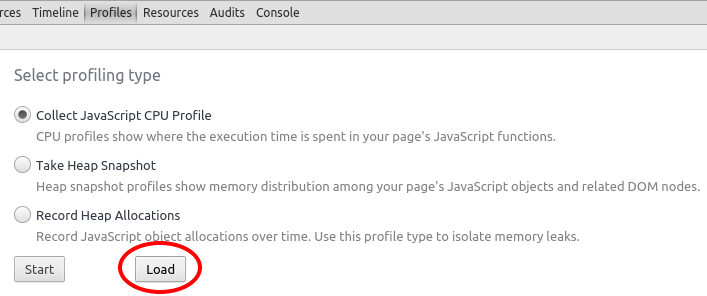 rces Timeline Profiles Resources Audits Console
Select profiling type
Collect JavaScript CPU Profile
CPU profiles show where the execution time is spent in your page's JavaScript functions.
Take Heap Snapshot
Heap snapshot profiles show memory distribution among your page's JavaScript objects and related DOM nodes.
Record Heap Allocations
Record JavaScript object allocations over time. Use this profile type to isolate memory leaks.
Start Load